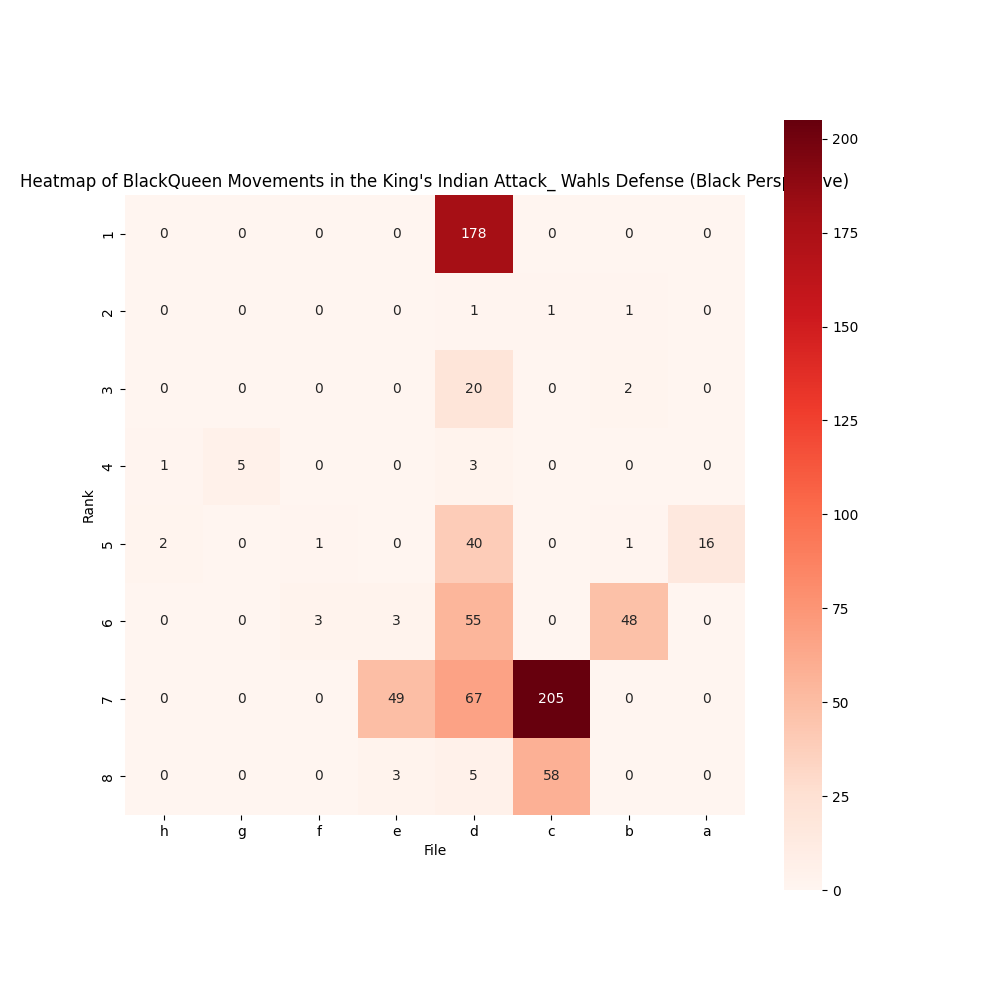 Heatmap of BlackQueen Movements in the King's Indian Attack_ Wahls Defense (Black Perspective)
200
175
150
125
100
75
50
25
0
Rank
1 0 0 0 0 178 0 0 0
2 0 0 0 0 1 1 1 0
3 0 0 0 0 20 0 2 0
4 1 5 0 0 3 0 0 0
5 2 0 1 0 40 0 1 16
6 0 0 3 3 55 0 48 0
7 0 0 0 49 67 205 0 0
8 0 0 0 3 5 58 0 0
h g f e d c b a
File